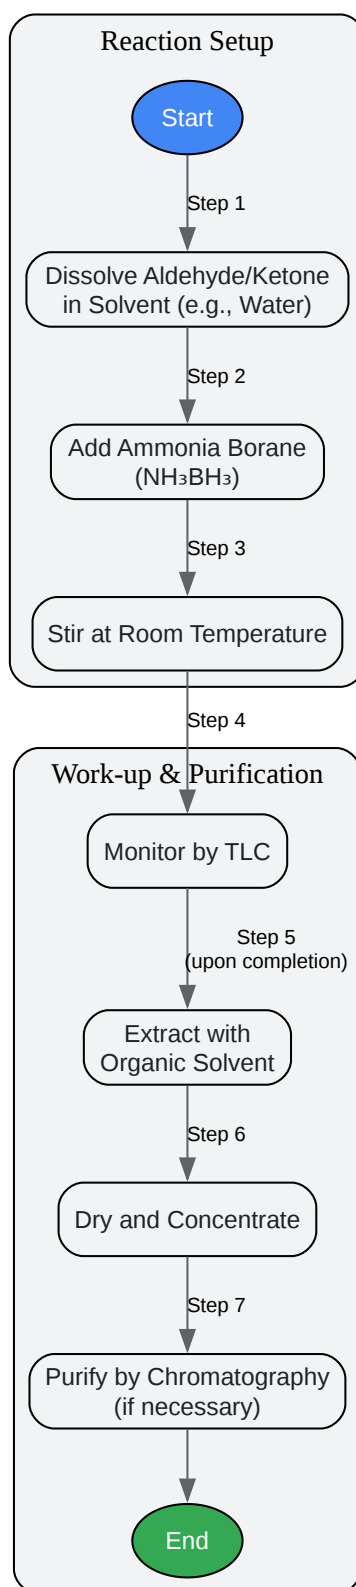 Reaction Setup
Start
Step 1
Dissolve Aldehyde/Ketone
in Solvent (e.g., Water)
Step 2
Add Ammonia Borane
(NH₃BH₃)
Step 3
Stir at Room Temperature
Step 4
Work-up & Purification
Monitor by TLC
Step 5
(upon completion)
Extract with
Organic Solvent
Step 6
Dry and Concentrate
Step 7
Purify by Chromatography
(if necessary)
End